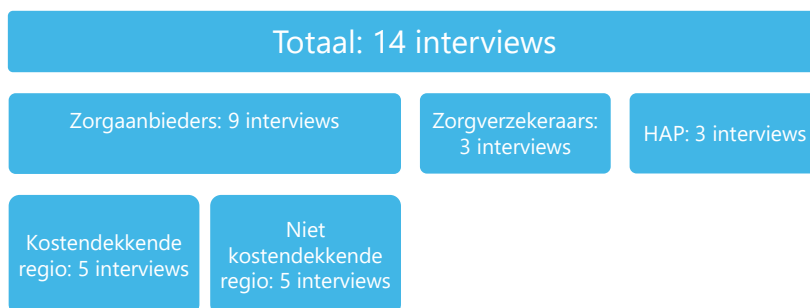 Totaal: 14 interviews
Zorgaanbieders: 9 interviews
Zorgverzekeraars:
3 interviews
HAP: 3 interviews
Kostendekkende
regio: 5 interviews
Niet
kostendekkende
regio: 5 interviews